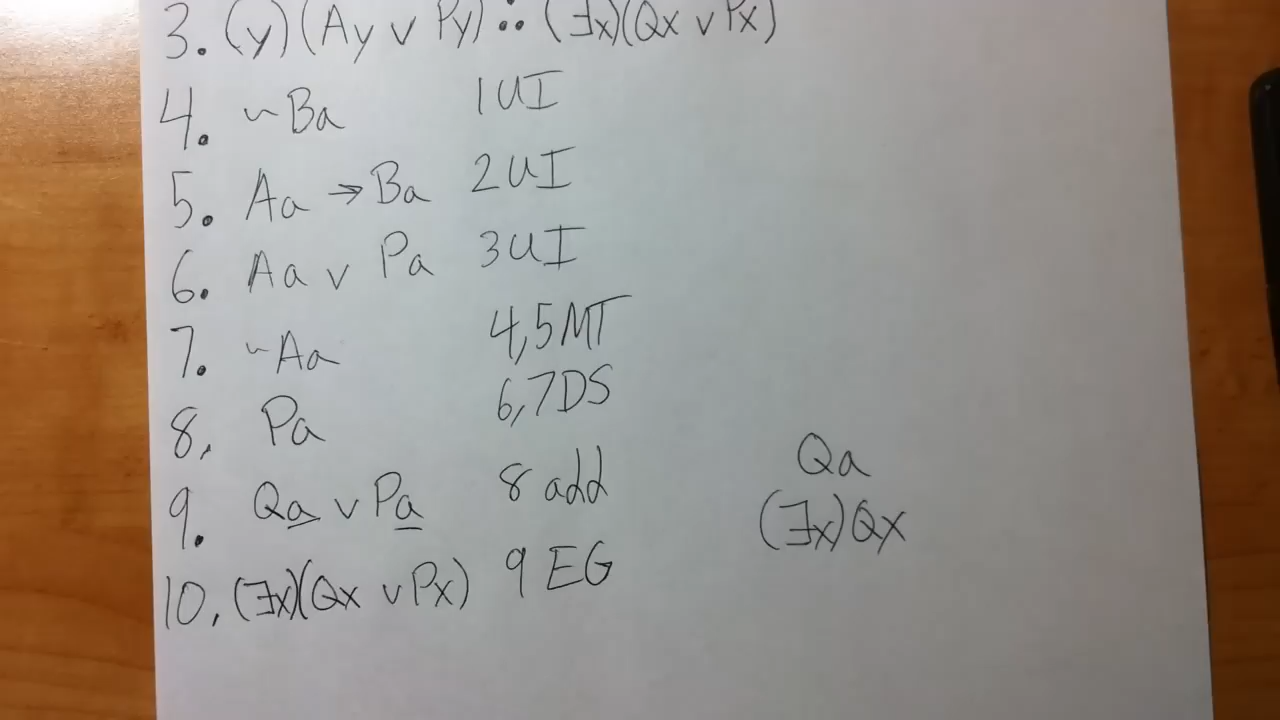 3. (y)(Ay v Py) ∴ (∃x)(Qx v Px)
4. ~Ba 1UI
5. Aa → Ba 2UI
6. Aa v Pa 3UI
7. ~Aa 4,5MT
8. Pa 6,7DS
9. Qa v Pa 8 add
10. (∃x)(Qx v Px) 9 EG
Qa
(∃x)Qx